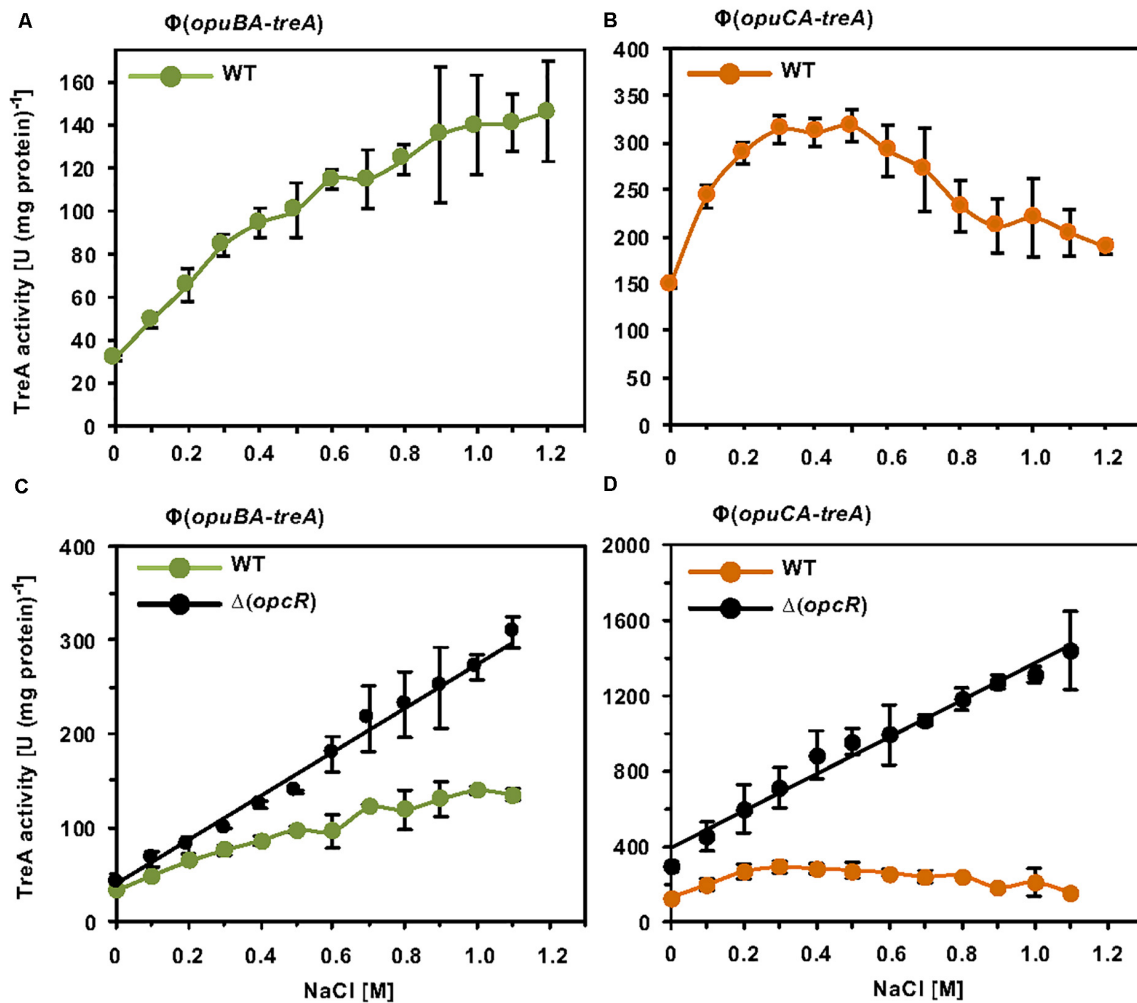 A
Φ(opuBA-treA)
WT
TreA activity [U (mg protein)-1]
160
140
120
100
80
60
40
20
0
0 0.2 0.4 0.6 0.8 1.0 1.2
B
Φ(opuCA-treA)
WT
400
350
300
250
200
150
100
50
0
0 0.2 0.4 0.6 0.8 1.0 1.2
C
Φ(opuBA-treA)
WT
Δ(opcR)
TreA activity [U (mg protein)-1]
400
300
200
100
0
0 0.2 0.4 0.6 0.8 1.0 1.2
NaCl [M]
D
Φ(opuCA-treA)
WT
Δ(opcR)
2000
1600
1200
800
400
0
0 0.2 0.4 0.6 0.8 1.0 1.2
NaCl [M]